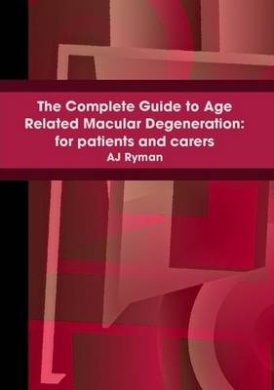 The Complete Guide to Age
Related Macular Degeneration:
for patients and carers
AJ Ryman